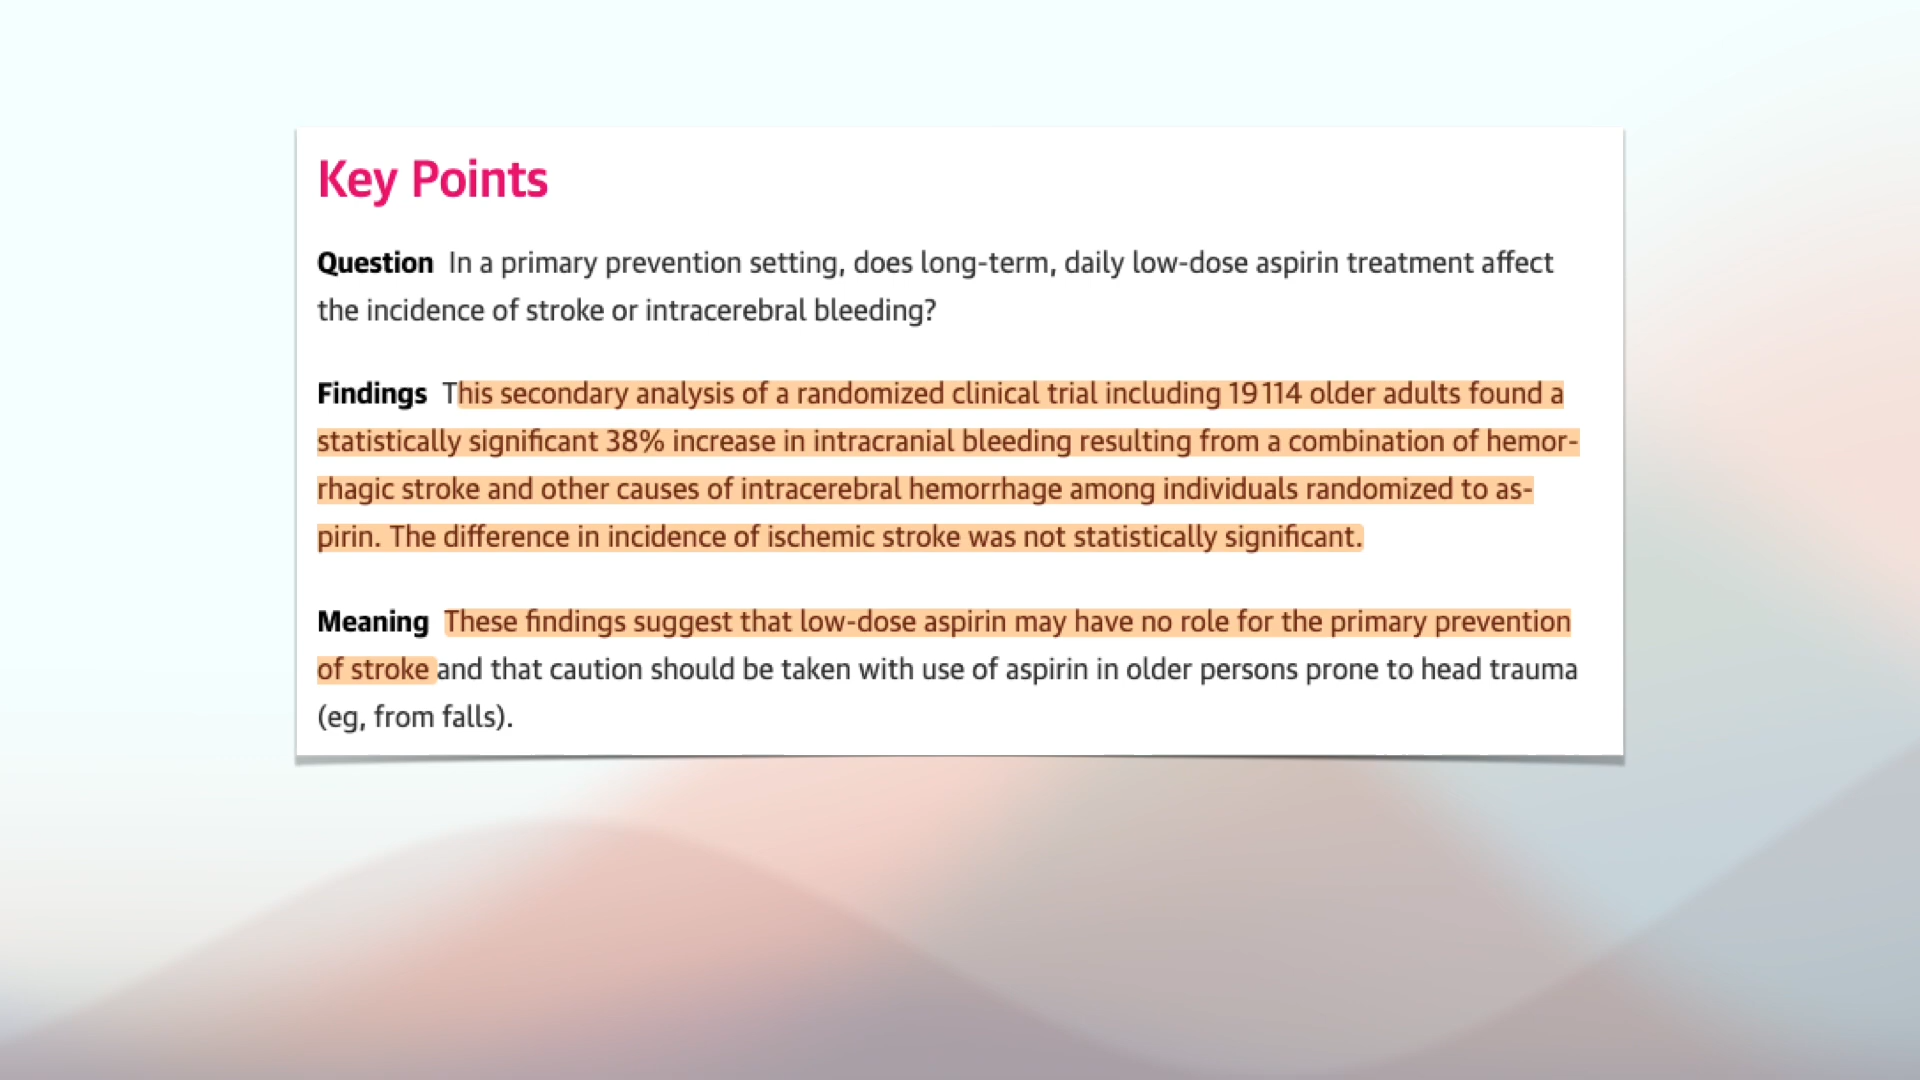 Key Points
Question In a primary prevention setting, does long-term, daily low-dose aspirin treatment affect
the incidence of stroke or intracerebral bleeding?
Findings This secondary analysis of a randomized clinical trial including 19 114 older adults found a
statistically significant 38% increase in intracranial bleeding resulting from a combination of hemor-
rhagic stroke and other causes of intracerebral hemorrhage among individuals randomized to as-
pirin. The difference in incidence of ischemic stroke was not statistically significant.
Meaning These findings suggest that low-dose aspirin may have no role for the primary prevention
of stroke and that caution should be taken with use of aspirin in older persons prone to head trauma
(eg, from falls).